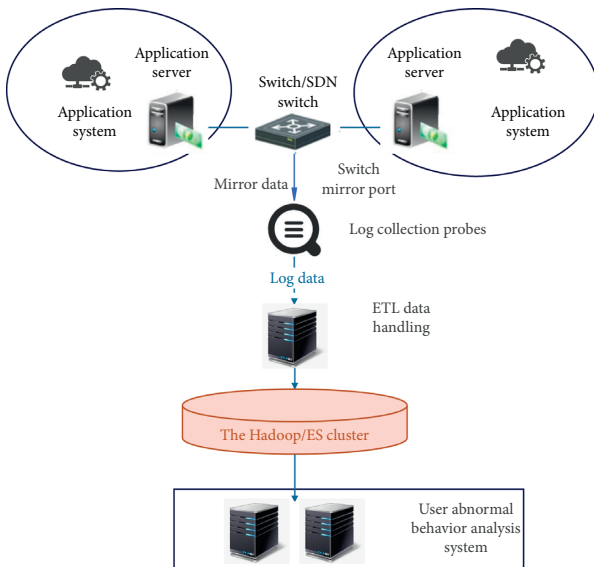 Application
server
Application
system
Switch/SDN
switch
Application
server
Application
system
Mirror data
Switch
mirror port
Log collection probes
Log data
ETL data
handling
The Hadoop/ES cluster
User abnormal
behavior analysis
system